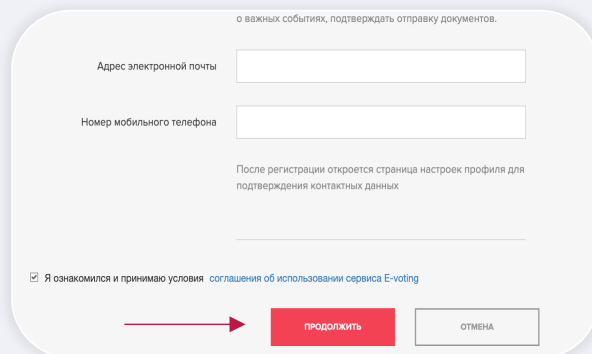 о важных событиях, подтверждать отправку документов.
Адрес электронной почты
Номер мобильного телефона
После регистрации откроется страница настроек профиля для
подтверждения контактных данных
Я ознакомился и принимаю условия соглашения об использовании сервиса E-voting
ПРОДОЛЖИТЬ
ОТМЕНА